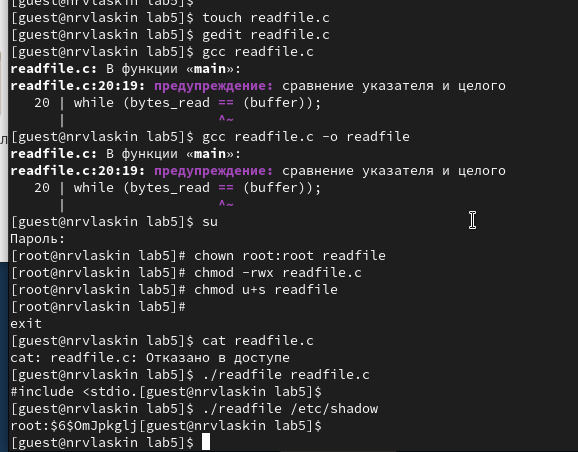 [guest@nrvlaskin lab5]$
[guest@nrvlaskin lab5]$ touch readfile.c
[guest@nrvlaskin lab5]$ gedit readfile.c
[guest@nrvlaskin lab5]$ gcc readfile.c
readfile.c: В функции «main»:
readfile.c:20:19: предупреждение: сравнение указателя и целого
20 | while (bytes_read == (buffer));
| ^~
[guest@nrvlaskin lab5]$ gcc readfile.c -o readfile
readfile.c: В функции «main»:
readfile.c:20:19: предупреждение: сравнение указателя и целого
20 | while (bytes_read == (buffer));
| ^~
[guest@nrvlaskin lab5]$ su
Пароль:
[root@nrvlaskin lab5]# chown root:root readfile
[root@nrvlaskin lab5]# chmod -rwx readfile.c
[root@nrvlaskin lab5]# chmod u+s readfile
[root@nrvlaskin lab5]#
exit
[guest@nrvlaskin lab5]$ cat readfile.c
cat: readfile.c: Отказано в доступе
[guest@nrvlaskin lab5]$ ./readfile readfile.c
#include <stdio.[guest@nrvlaskin lab5]$
[guest@nrvlaskin lab5]$ ./readfile /etc/shadow
root:$6$OmJpkglj[guest@nrvlaskin lab5]$
[guest@nrvlaskin lab5]$